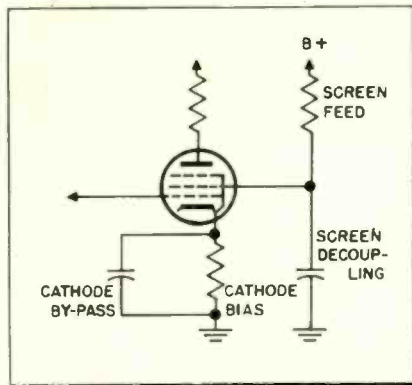 B+
SCREEN
FEED
SCREEN
DECOUP-
LING
CATHODE
BY-PASS
CATHODE
BIAS